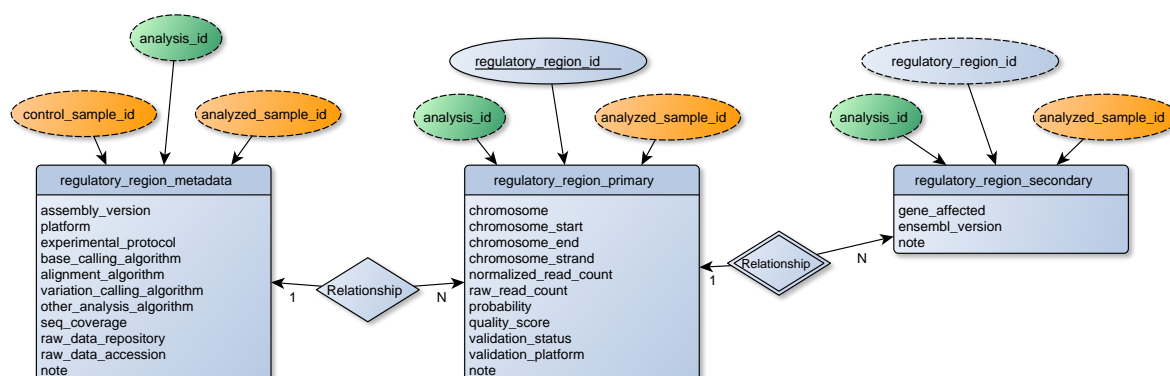 analysis_id
control_sample_id
analyzed_sample_id
regulatory_region_metadata
assembly_version
platform
experimental_protocol
base_calling_algorithm
alignment_algorithm
variation_calling_algorithm
other_analysis_algorithm
seq_coverage
raw_data_repository
raw_data_accession
note
1
Relationship
N
regulatory_region_id
analysis_id
analyzed_sample_id
regulatory_region_primary
chromosome
chromosome_start
chromosome_end
chromosome_strand
normalized_read_count
raw_read_count
probability
quality_score
validation_status
validation_platform
note
1
Relationship
N
regulatory_region_id
analysis_id
analyzed_sample_id
regulatory_region_secondary
gene_affected
ensembl_version
note